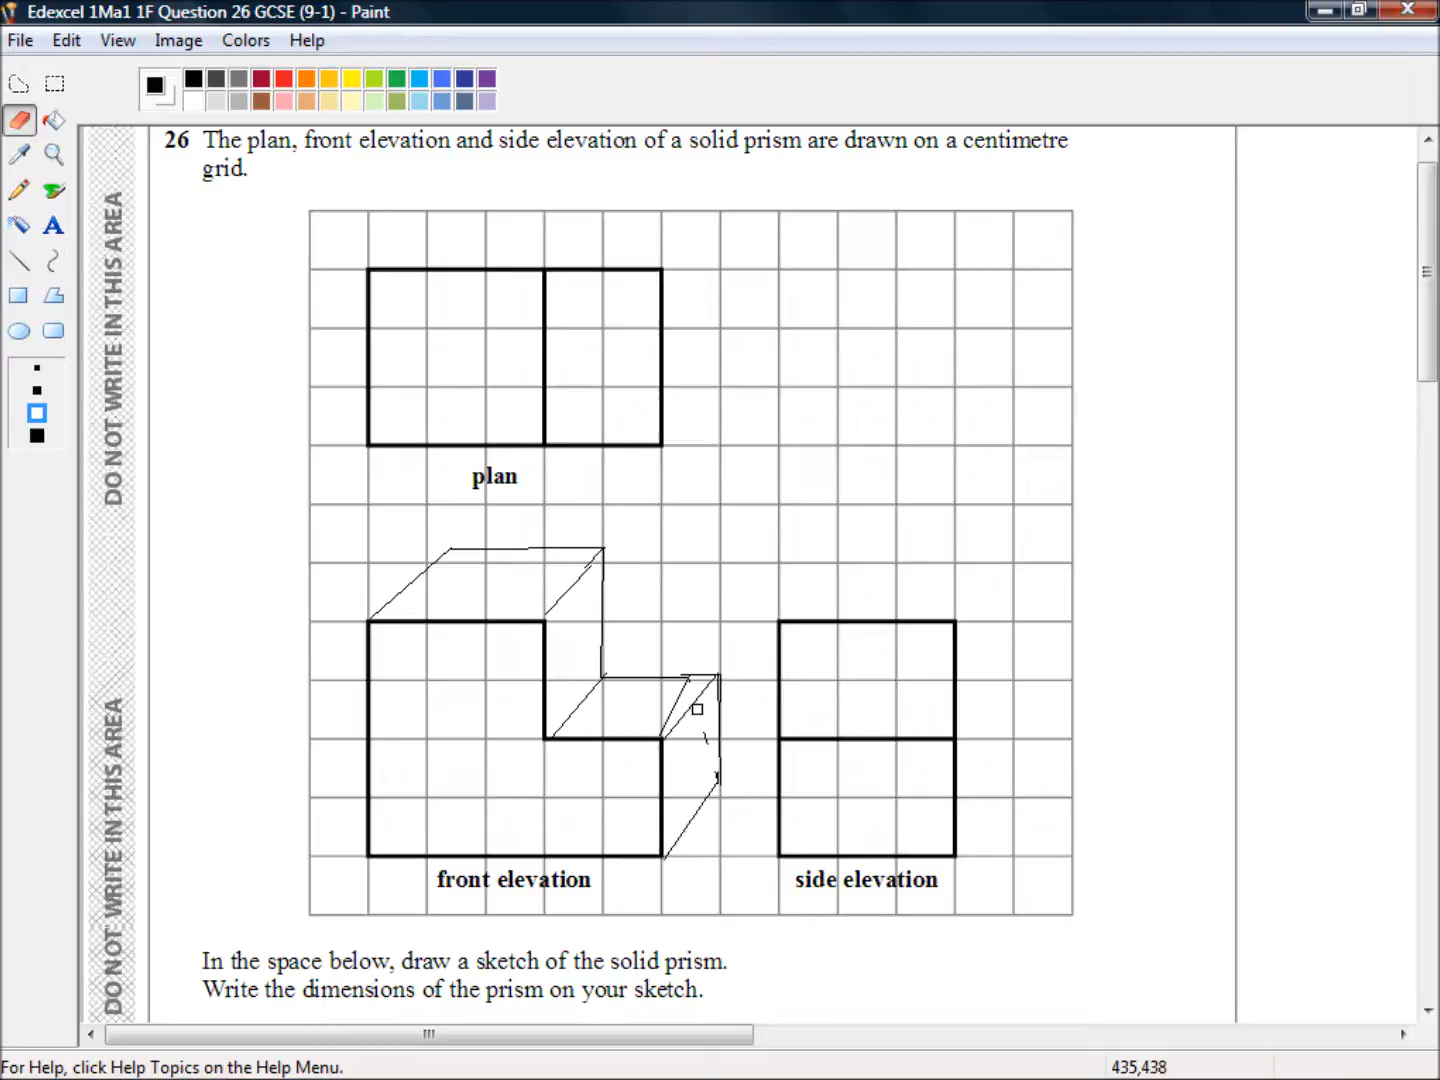 Edexcel 1Ma1 1F Question 26 GCSE (9-1) - Paint
File Edit View Image Colors Help
26 The plan, front elevation and side elevation of a solid prism are drawn on a centimetre
grid.
DO NOT WRITE IN THIS AREA
plan
DO NOT WRITE IN THIS AREA
front elevation
side elevation
In the space below, draw a sketch of the solid prism.
Write the dimensions of the prism on your sketch.
For Help, click Help Topics on the Help Menu.
435,438